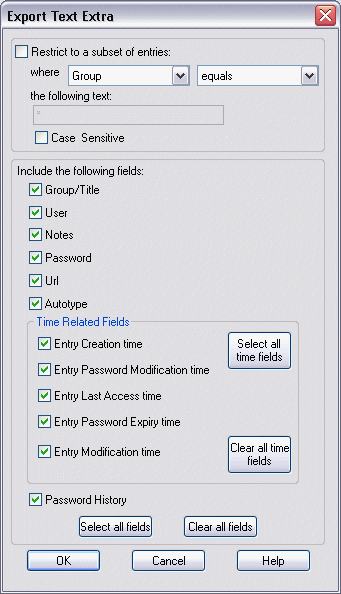 Export Text Extra
Restrict to a subset of entries:
where Group equals
the following text:
*
Case Sensitive
Include the following fields:
Group/Title
User
Notes
Password
Url
Autotype
Time Related Fields
Entry Creation time
Select all time fields
Entry Password Modification time
Entry Last Access time
Entry Password Expiry time
Entry Modification time
Clear all time fields
Password History
Select all fields Clear all fields
OK Cancel Help